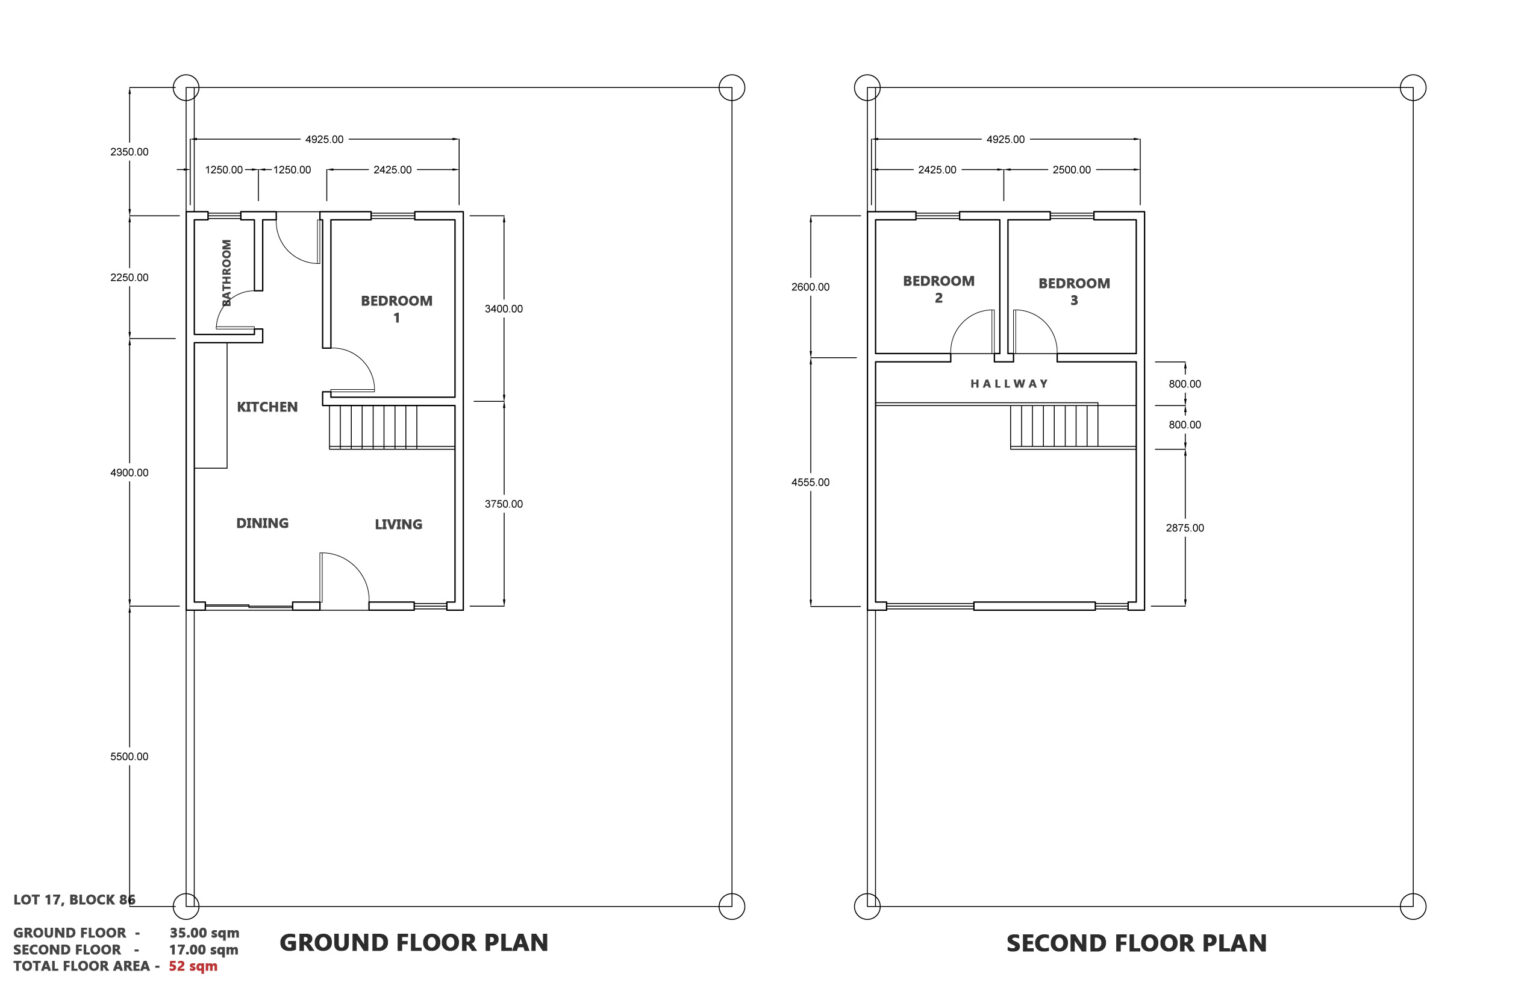 4925.00
1250.00
1250.00
2425.00
2350.00
2250.00
4900.00
5500.00
3400.00
3750.00
BATHROOM
BEDROOM
1
KITCHEN
DINING
LIVING
4925.00
2425.00
2500.00
2600.00
4555.00
800.00
800.00
2875.00
BEDROOM
2
BEDROOM
3
HALLWAY
LOT 17, BLOCK 86
GROUND FLOOR - 35.00 sqm
SECOND FLOOR - 17.00 sqm
TOTAL FLOOR AREA - 52 sqm
GROUND FLOOR PLAN
SECOND FLOOR PLAN